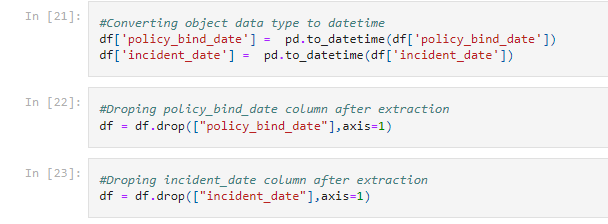 In [21]:
#Converting object data type to datetime
df['policy_bind_date'] =  pd.to_datetime(df['policy_bind_date'])
df['incident_date'] =  pd.to_datetime(df['incident_date'])
In [22]:
#Droping policy_bind_date column after extraction
df = df.drop(["policy_bind_date"],axis=1)
In [23]:
#Droping incident_date column after extraction
df = df.drop(["incident_date"],axis=1)